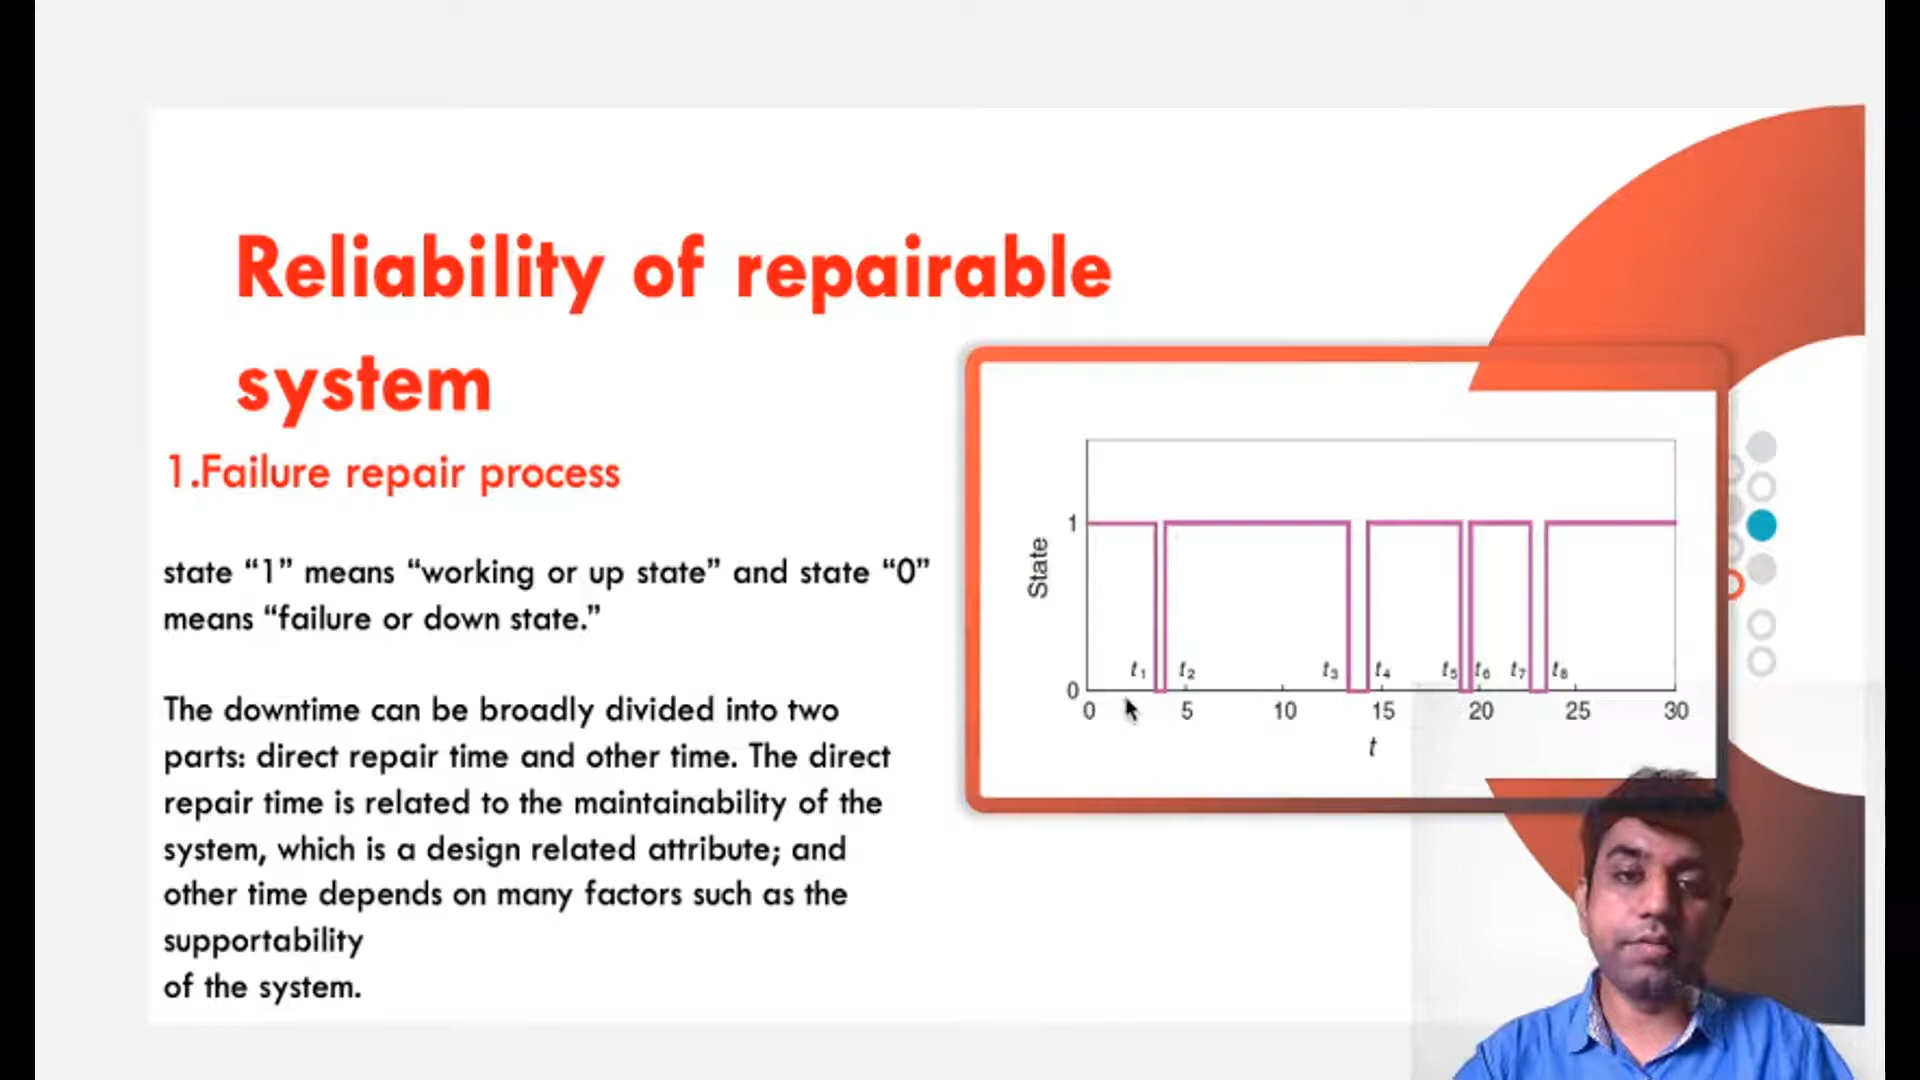 Reliability of repairable
system
1.Failure repair process
state “1” means “working or up state” and state “0”
means “failure or down state.”
The downtime can be broadly divided into two
parts: direct repair time and other time. The direct
repair time is related to the maintainability of the
system, which is a design related attribute; and
other time depends on many factors such as the
supportability
of the system.
State
1
0
t₁ t₂ t₃ t₄ t₅ t₆ t₇ t₈
0 5 10 15 20 25 30
t